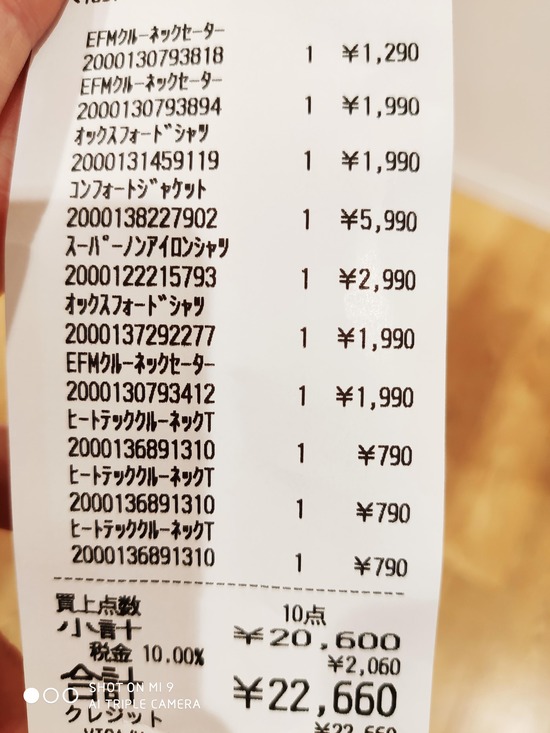 EFMクルーネックセーター
2000130793818 1 ¥1,290
EFMクルーネックセーター
2000130793894 1 ¥1,990
オックスフォードシャツ
2000131459119 1 ¥1,990
コンフォートジャケット
2000138227902 1 ¥5,990
スーパーノンアイロンシャツ
2000122215793 1 ¥2,990
オックスフォードシャツ
2000137292277 1 ¥1,990
EFMクルーネックセーター
2000130793412 1 ¥1,990
ヒートテッククルーネックT
2000136891310 1 ¥790
ヒートテッククルーネックT
2000136891310 1 ¥790
ヒートテッククルーネックT
2000136891310 1 ¥790
買上点数 10点
小計 ¥20,600
税金 10.00% ¥2,060
合計 ¥22,660
クレジット
¥22,660
SHOT ON MI 9
AI TRIPLE CAMERA